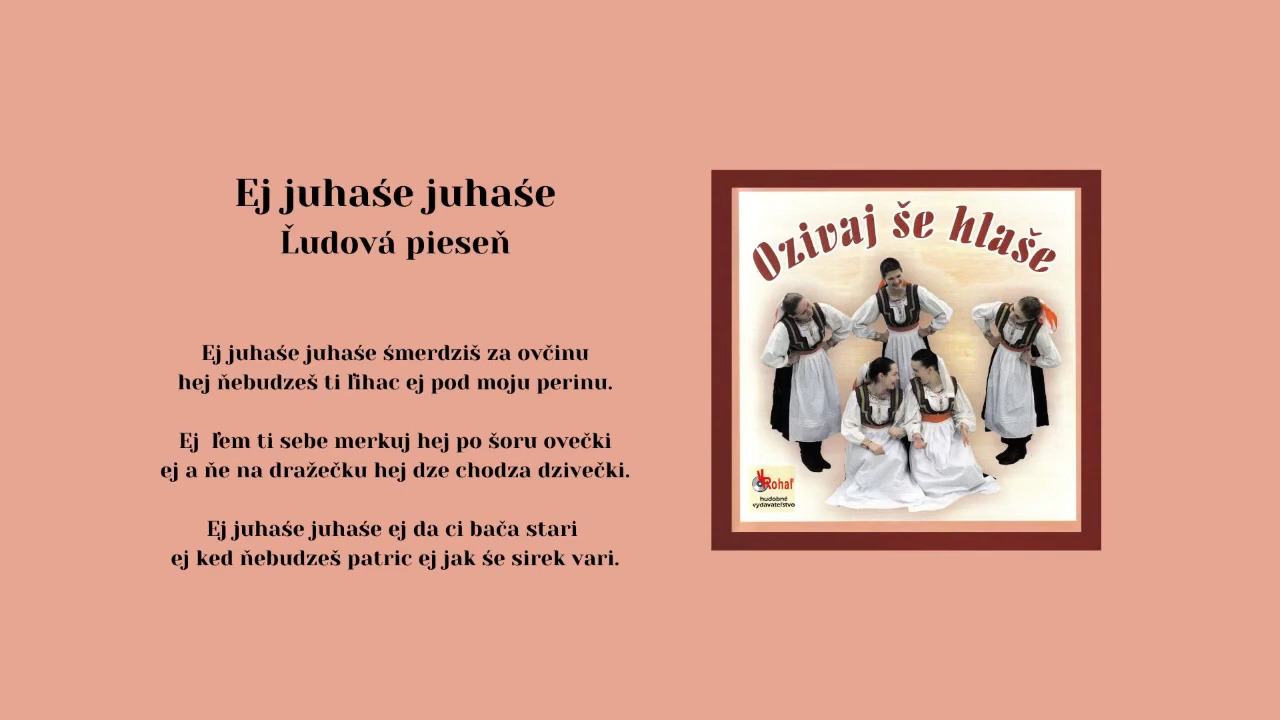 Ej juhaśe juhaśe
Ľudová pieseň
Ej juhaśe juhaśe śmerdziš za ovčinu
hej ňebudzeš ti ľihac ej pod moju perinu.
Ej ľem ti sebe merkuj hej po šoru ovečki
ej a ňe na dražečku hej dze chodza dzivečki.
Ej juhaśe juhaśe ej da ci bača stari
ej ked ňebudzeš patric ej jak śe sirek vari.
Ozivaj še hlaše
VRohaľ
hudobné
vydavateľstvo